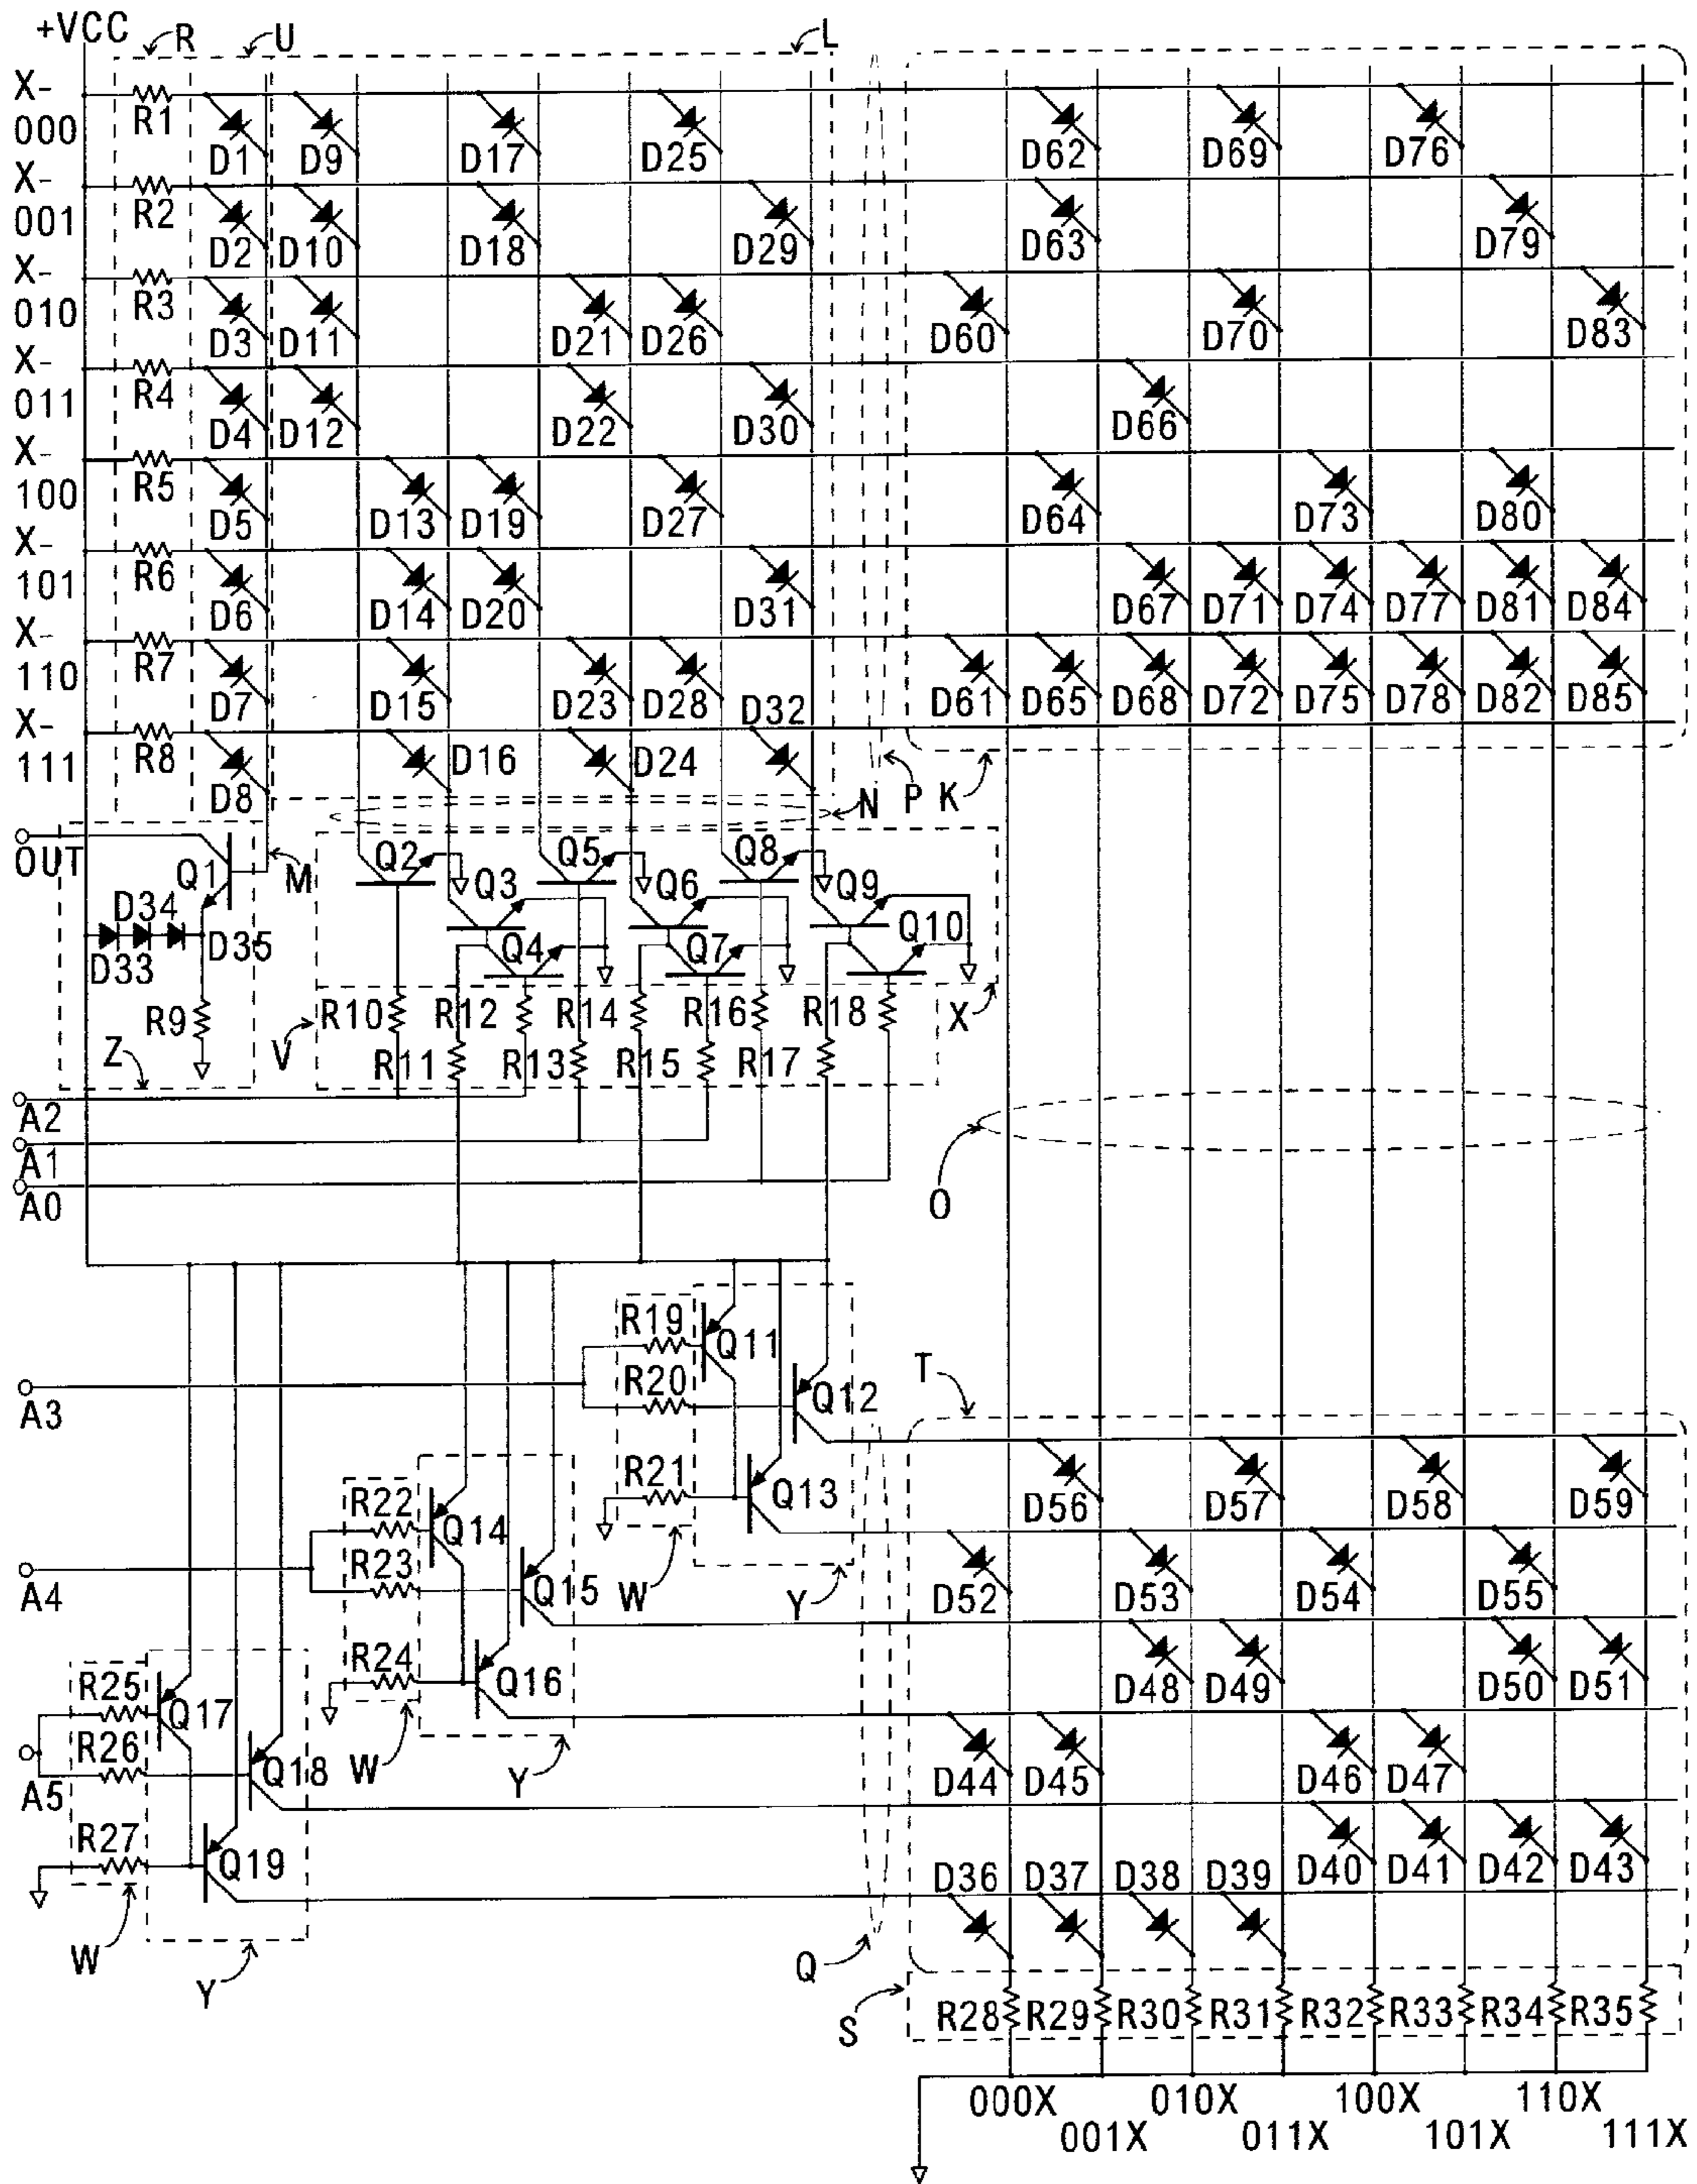 +VCC R U L
X-
000 R1 D1 D9 D17 D25 D62 D69 D76
X-
001 R2 D2 D10 D18 D29 D63 D79
X-
010 R3 D3 D11 D21 D26 D60 D70 D83
X-
011 R4 D4 D12 D22 D30 D66
X-
100 R5 D5 D13 D19 D27 D64 D73 D80
X-
101 R6 D6 D14 D20 D31 D67 D71 D74 D77 D81 D84
X-
110 R7 D7 D15 D23 D28 D32 D61 D65 D68 D72 D75 D78 D82 D85
X-
111 R8 D8 D16 D24 N P K
OUT Q1 M Q2 Q5 Q8
Q3 Q6 Q9
D34 Q4 Q7 Q10
D33 D35
R9 V R10 R12 R14 R16 R18 X
Z R11 R13 R15 R17
A2
A1
A0 O
R19 Q11
A3 R20 Q12 T
R21 Q13 D56 D57 D58 D59
R22 Q14
A4 R23 Q15 W Y D52 D53 D54 D55
R24 Q16 D48 D49 D50 D51
R25 Q17
R26 Q18 W Y D44 D45 D46 D47
A5
R27 Q19 D36 D37 D38 D39 D40 D41 D42 D43
W Y Q
S R28 R29 R30 R31 R32 R33 R34 R35
000X 010X 100X 110X
001X 011X 101X 111X